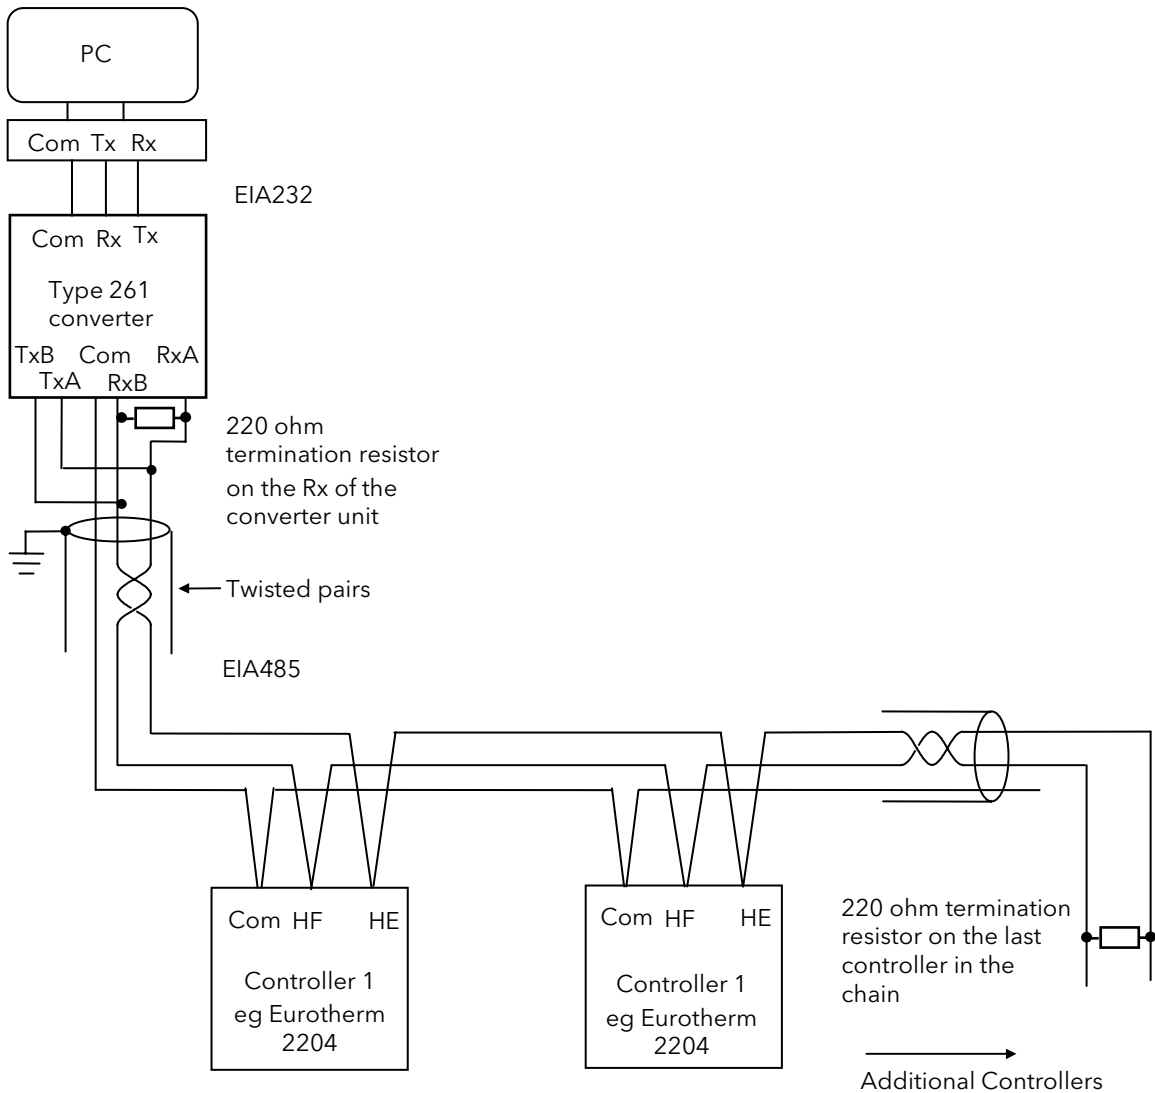 PC
Com Tx Rx
EIA232
Com Rx Tx
Type 261
converter
TxB Com RxA
TxA RxB
220 ohm
termination resistor
on the Rx of the
converter unit
Twisted pairs
EIA485
Com HF HE
Controller 1
eg Eurotherm
2204
Com HF HE
Controller 1
eg Eurotherm
2204
220 ohm termination
resistor on the last
controller in the
chain
Additional Controllers